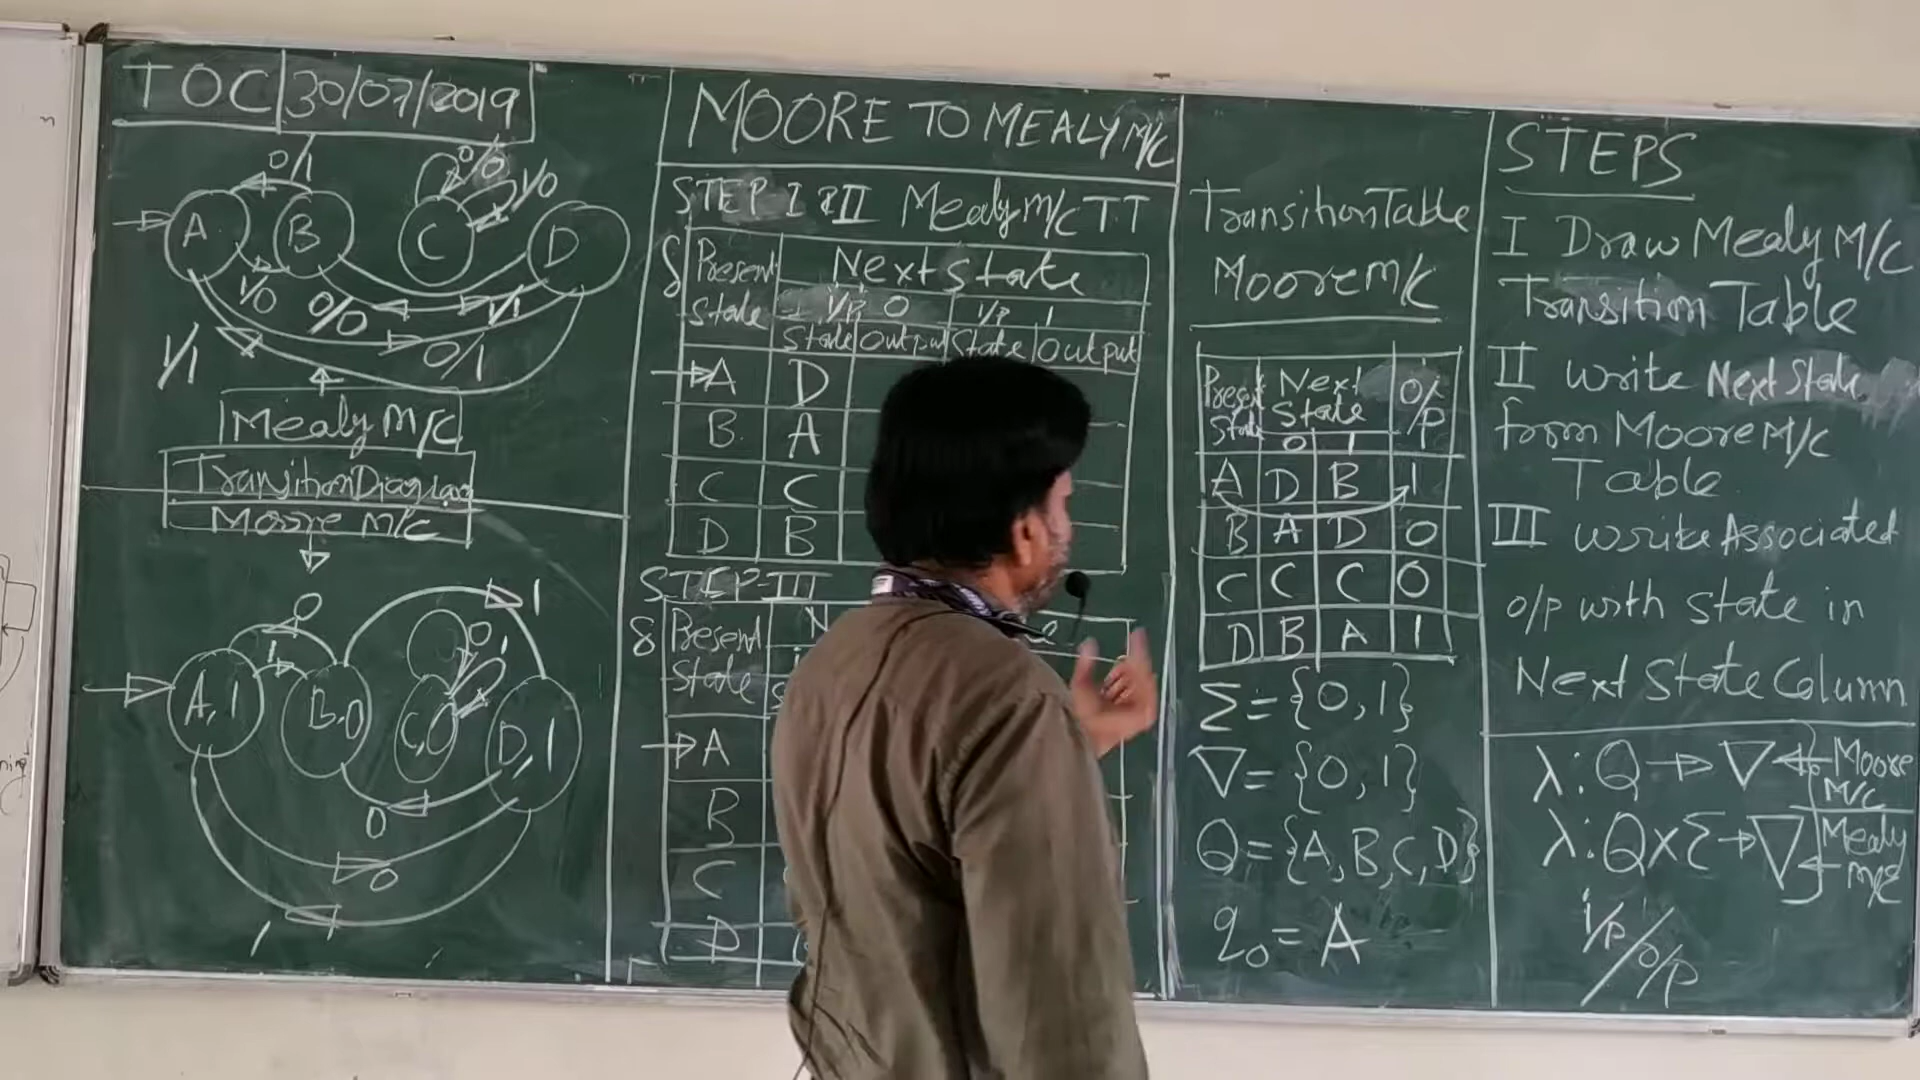 TOC 30/07/2019
0/1
0/0
1/0
A B C D
1/0
0/0
1/1
0/1
1/1
Mealy M/C
Transition Diagram
Moore M/C
0
1
1
0
1
A,1 B,0 C,0 D,1
0
0
1
MOORE TO MEALY M/C
STEP I & II Mealy M/C TT
δ Present State Next State
I/P 0 I/P 1
State Output State Output
A D
B A
C C
D B
STEP-III
δ Present State
A
B
C
D
Transition Table
Moore M/C
Present State Next State O/P
0 1
A D B 1
B A D 0
C C C 0
D B A 1
Σ = {0,1}
∇ = {0,1}
Q = {A,B,C,D}
q0 = A
STEPS
I Draw Mealy M/C
Transition Table
II Write Next State
from Moore M/C
Table
III Write Associated
o/p with state in
Next State Column
λ: Q → ∇ Moore M/C
λ: Q x Σ → ∇ Mealy M/C
i/p/o/p